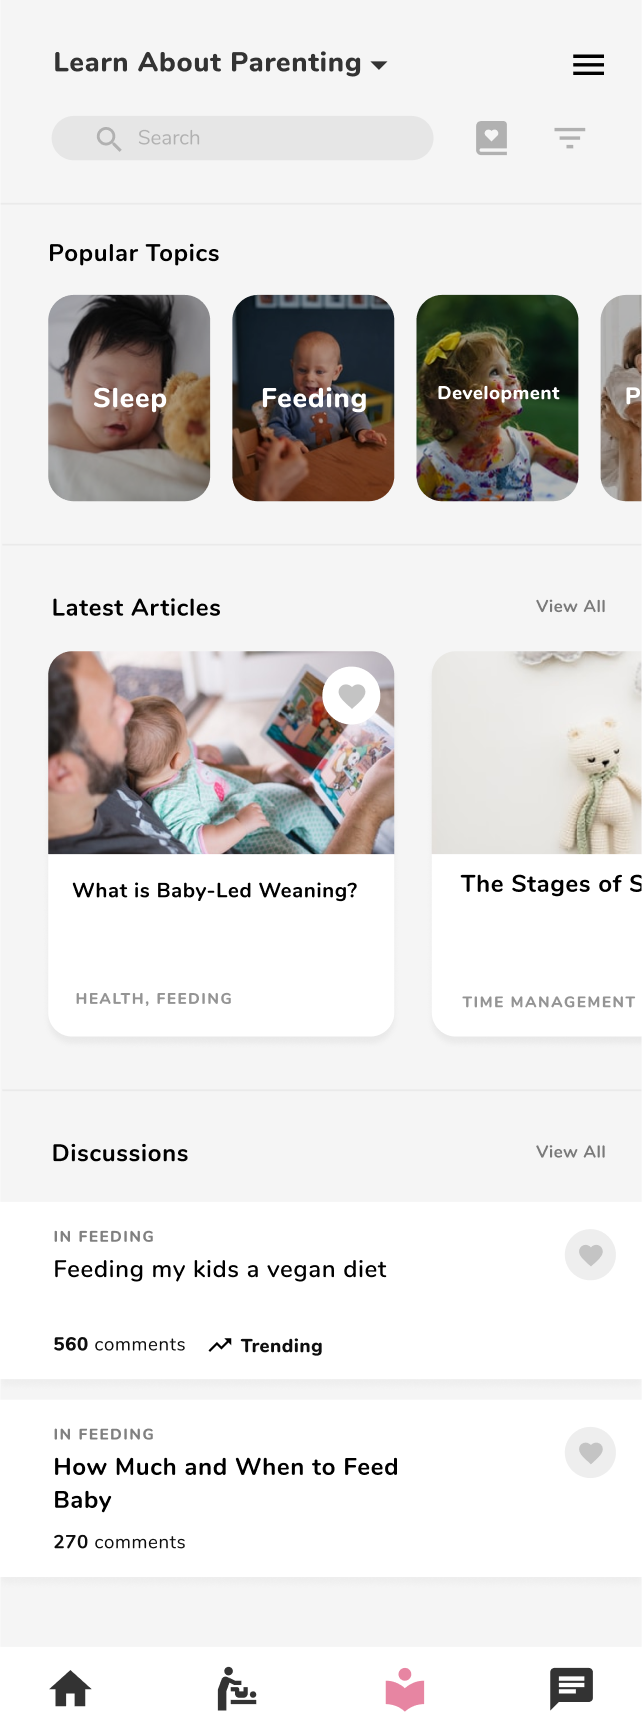 Learn About Parenting
Search
Popular Topics
Sleep
Feeding
Development
P
Latest Articles
View All
What is Baby-Led Weaning?
HEALTH, FEEDING
The Stages of S
TIME MANAGEMENT
Discussions
View All
IN FEEDING
Feeding my kids a vegan diet
560 comments
Trending
IN FEEDING
How Much and When to Feed
Baby
270 comments